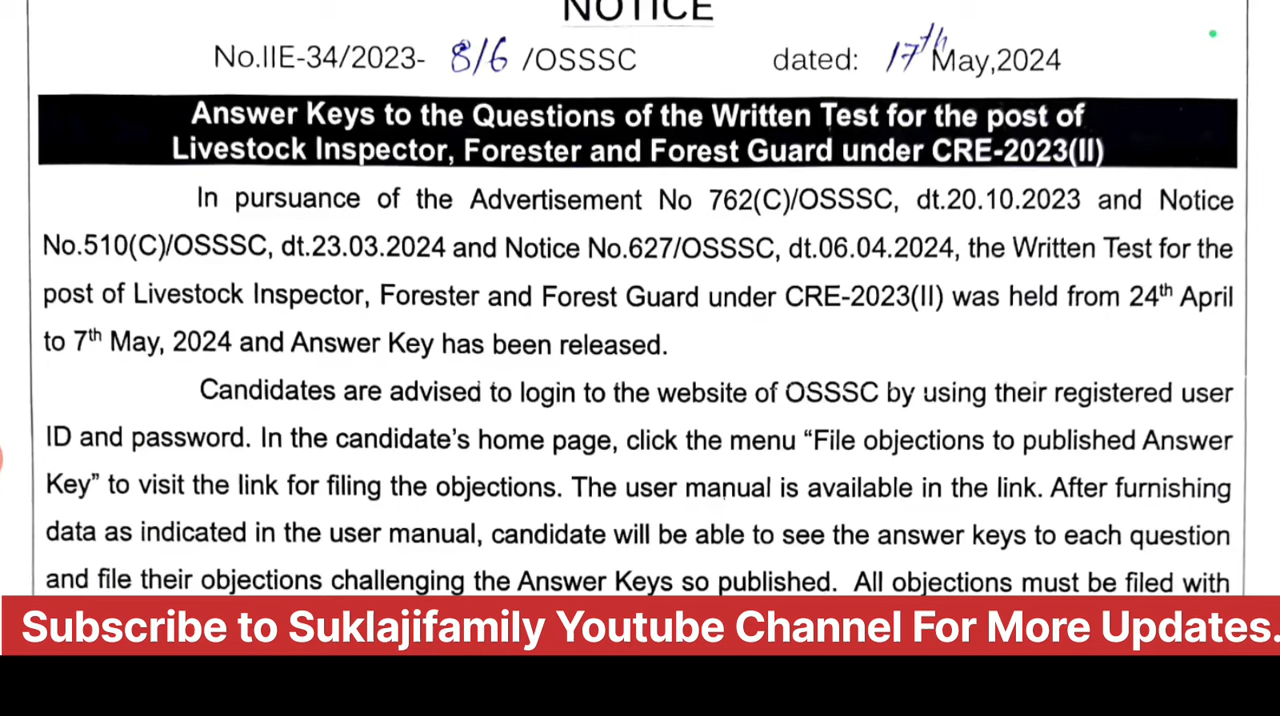 NOTICE
No.IIE-34/2023- 816 /OSSSC dated: 17th May,2024
Answer Keys to the Questions of the Written Test for the post of
Livestock Inspector, Forester and Forest Guard under CRE-2023(II)
In pursuance of the Advertisement No 762(C)/OSSSC, dt.20.10.2023 and Notice
No.510(C)/OSSSC, dt.23.03.2024 and Notice No.627/OSSSC, dt.06.04.2024, the Written Test for the
post of Livestock Inspector, Forester and Forest Guard under CRE-2023(II) was held from 24th April
to 7th May, 2024 and Answer Key has been released.
Candidates are advised to login to the website of OSSSC by using their registered user
ID and password. In the candidate's home page, click the menu “File objections to published Answer
Key” to visit the link for filing the objections. The user manual is available in the link. After furnishing
data as indicated in the user manual, candidate will be able to see the answer keys to each question
and file their objections challenging the Answer Keys so published. All objections must be filed with
Subscribe to Suklajifamily Youtube Channel For More Updates.